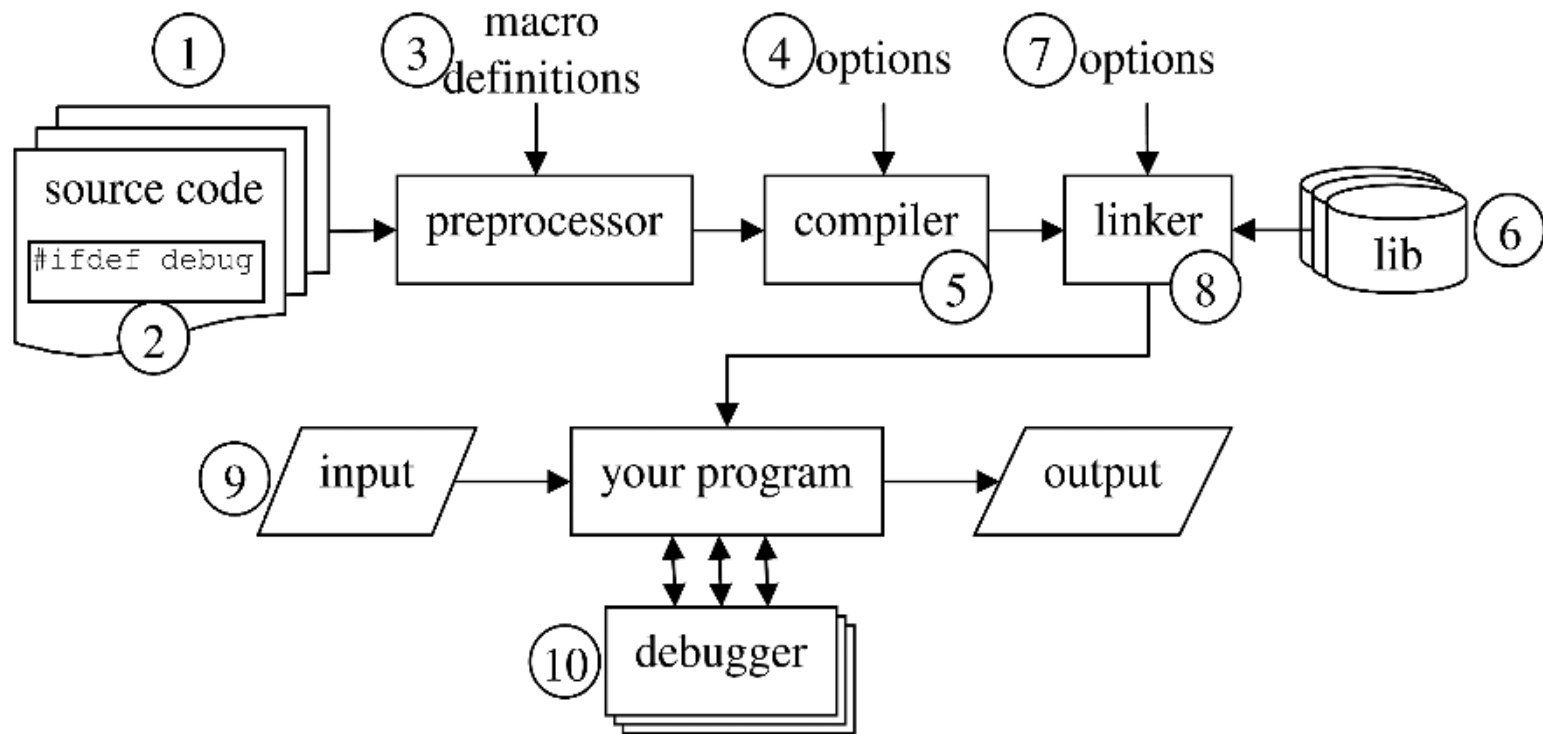 1
3 macro
definitions
4 options
7 options
source code
#ifdef debug
2
preprocessor
compiler
5
linker
8
lib
6
9 input
your program
output
10 debugger